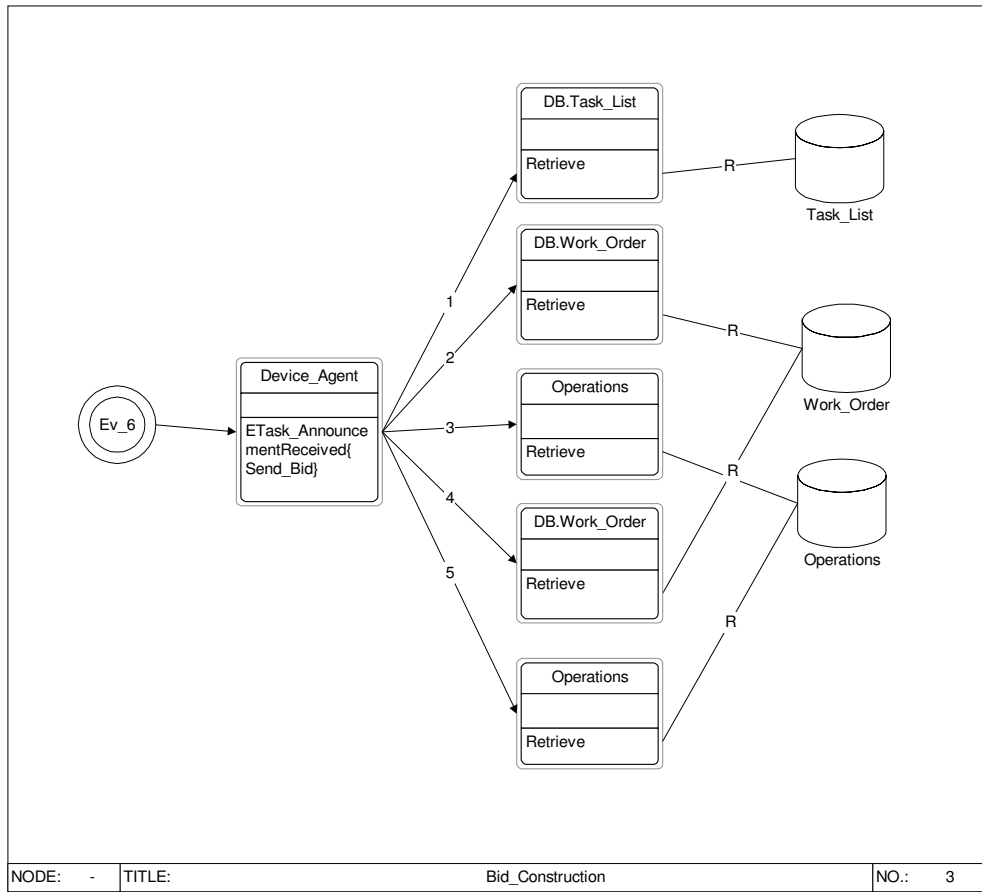 DB.Task_List
Retrieve
R
Task_List
1
DB.Work_Order
Retrieve
R
Work_Order
2
Ev_6
Device_Agent
ETask_Announce
mentReceived{
Send_Bid}
3
Operations
Retrieve
R
Operations
4
DB.Work_Order
Retrieve
R
5
Operations
Retrieve
R
NODE: - TITLE: Bid_Construction NO.: 3